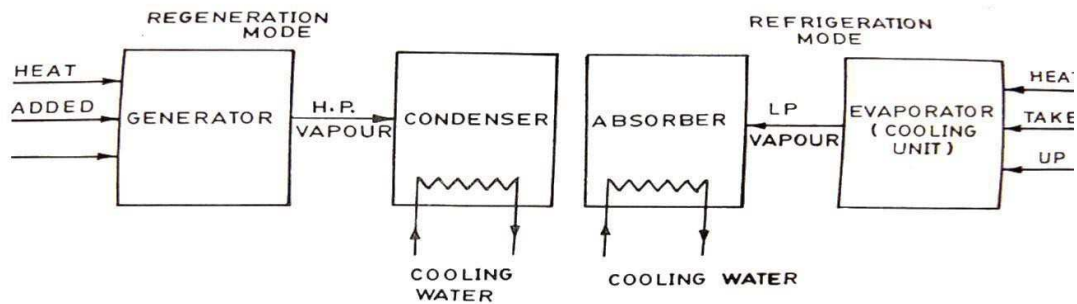 REGENERATION
MODE
HEAT
ADDED
GENERATOR
H.P.
VAPOUR
CONDENSER
COOLING
WATER
REFRIGERATION
MODE
ABSORBER
LP
VAPOUR
EVAPORATOR
( COOLING
UNIT )
HEAT
TAKE
UP
COOLING WATER